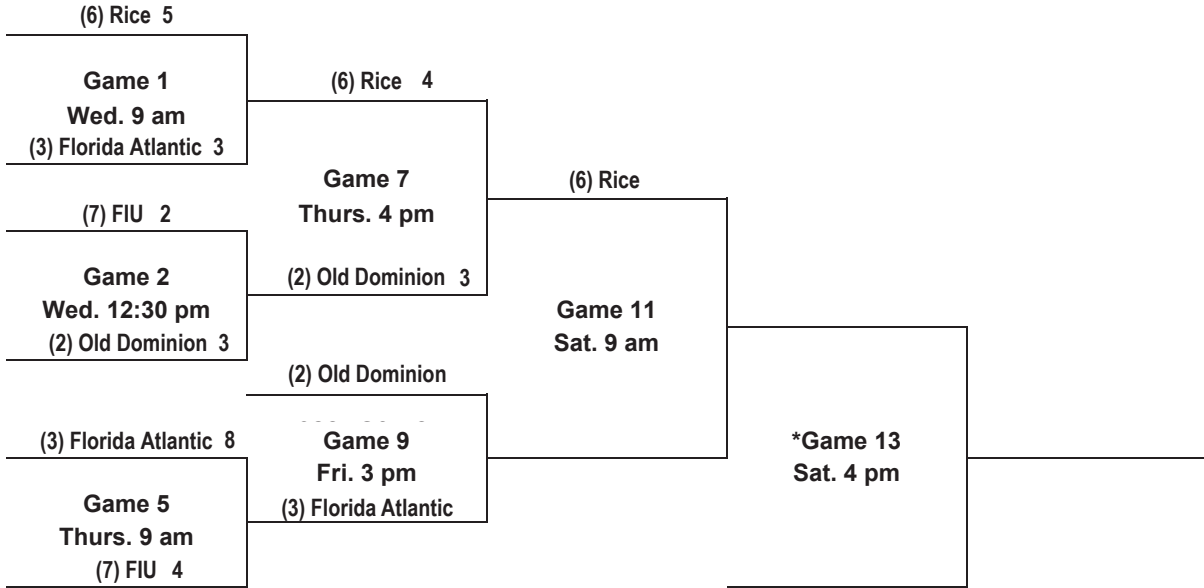 (6) Rice 5
Game 1
Wed. 9 am
(3) Florida Atlantic 3
(7) FIU 2
Game 2
Wed. 12:30 pm
(2) Old Dominion 3
(3) Florida Atlantic 8
Game 5
Thurs. 9 am
(7) FIU 4
(6) Rice 4
Game 7
Thurs. 4 pm
(2) Old Dominion 3
(2) Old Dominion
Game 9
Fri. 3 pm
(3) Florida Atlantic
(6) Rice
Game 11
Sat. 9 am
*Game 13
Sat. 4 pm